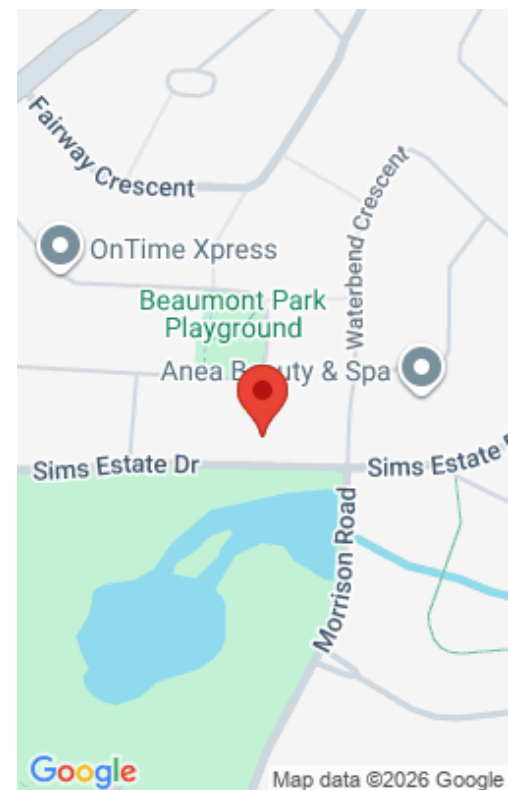 Fairway Crescent
Waterbend Crescent
OnTime Xpress
Beaumont Park
Playground
Anea Beauty & Spa
Sims Estate Dr
Sims Estate
Morrison Road
Google
Map data ©2026 Google